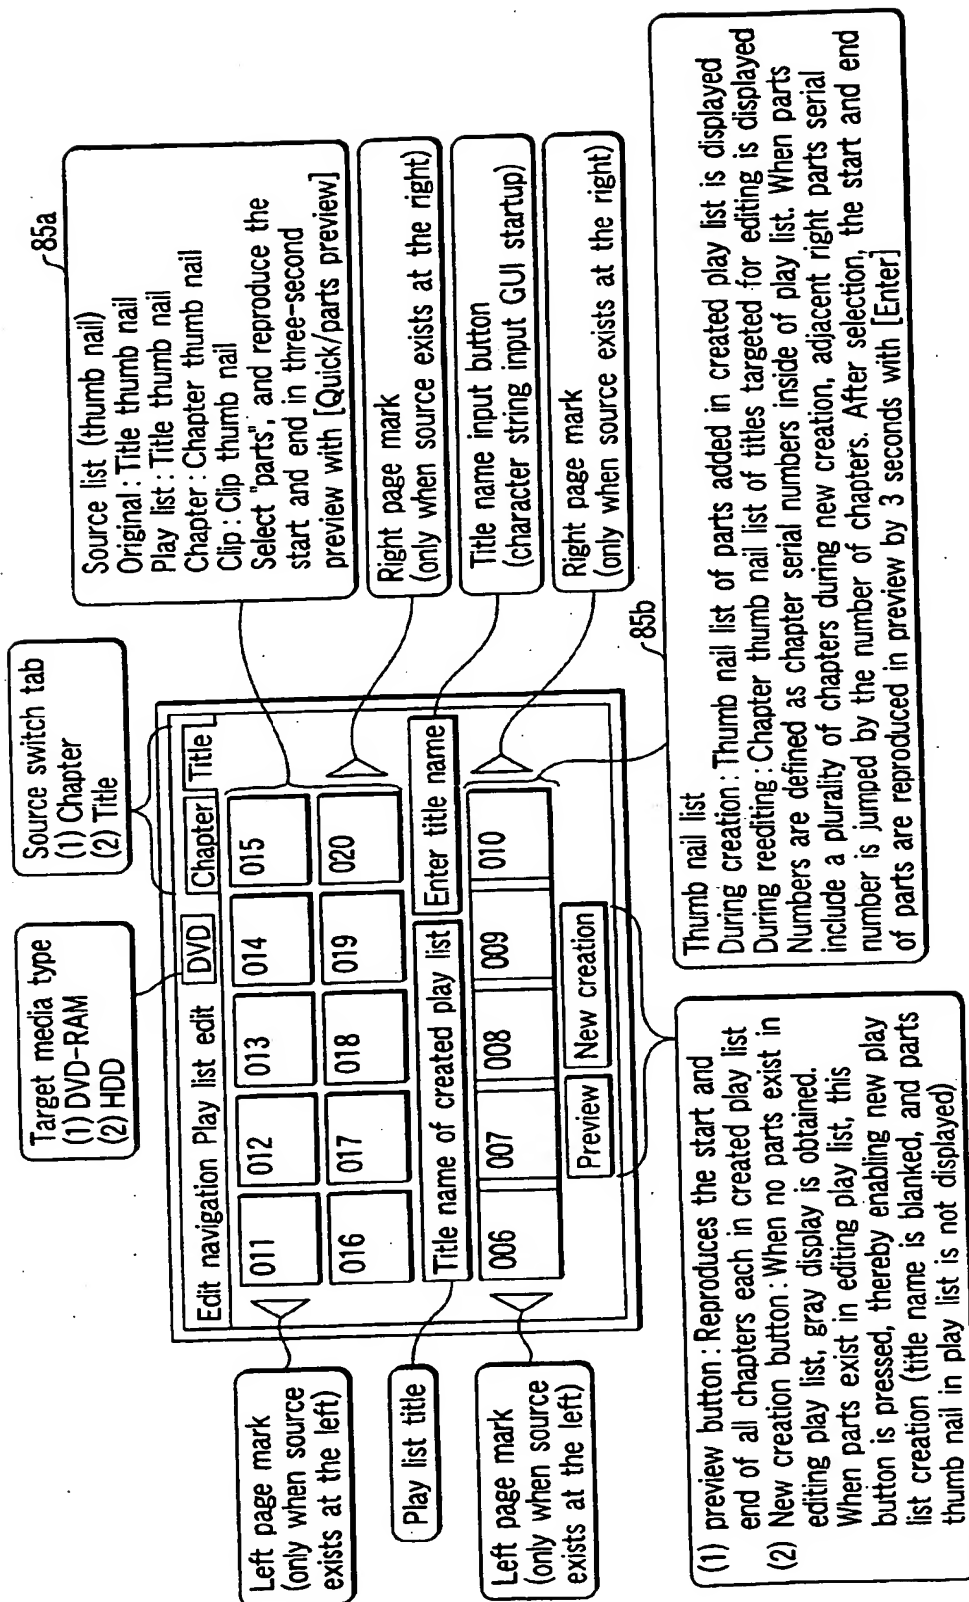 Target media type
(1) DVD-RAM
(2) HDD
Source switch tab
(1) Chapter
(2) Title
85a
Source list (thumb nail)
Original : Title thumb nail
Play list : Title thumb nail
Chapter : Chapter thumb nail
Clip : Clip thumb nail
Select "parts", and reproduce the
start and end in three-second
preview with [Quick/parts preview]
Right page mark
(only when source exists at the right)
Title name input button
(character string input GUI startup)
Right page mark
(only when source exists at the right)
Left page mark
(only when source
exists at the left)
Play list title
Left page mark
(only when source
exists at the left)
Edit navigation Play list edit DVD Chapter Title
011 012 013 014 015
016 017 018 019 020
Title name of created play list Enter title name
006 007 008 009 010
Preview New creation
85b
(1) preview button : Reproduces the start and
end of all chapters each in created play list
(2) New creation button : When no parts exist in
editing play list, gray display is obtained.
When parts exist in editing play list, this
button is pressed, thereby enabling new play
list creation (title name is blanked, and parts
thumb nail in play list is not displayed)
Thumb nail list
During creation : Thumb nail list of parts added in created play list is displayed
During reediting : Chapter thumb nail list of titles targeted for editing is displayed
Numbers are defined as chapter serial numbers inside of play list. When parts
include a plurality of chapters during new creation, adjacent right parts serial
number is jumped by the number of chapters. After selection, the start and end
of parts are reproduced in preview by 3 seconds with [Enter]